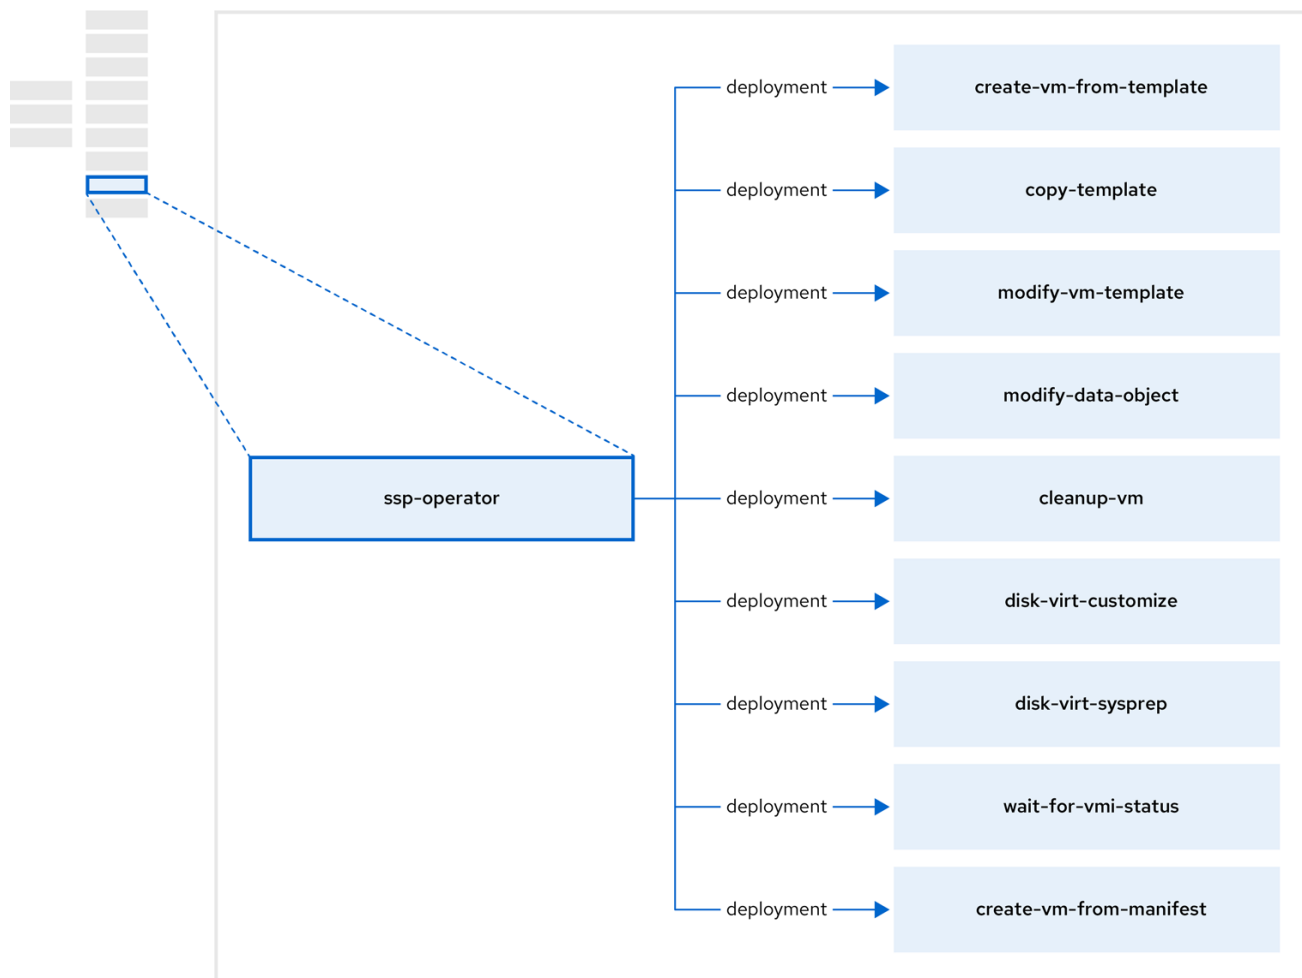 deployment
create-vm-from-template
deployment
copy-template
deployment
modify-vm-template
deployment
modify-data-object
ssp-operator
deployment
cleanup-vm
deployment
disk-virt-customize
deployment
disk-virt-sysprep
deployment
wait-for-vmi-status
deployment
create-vm-from-manifest